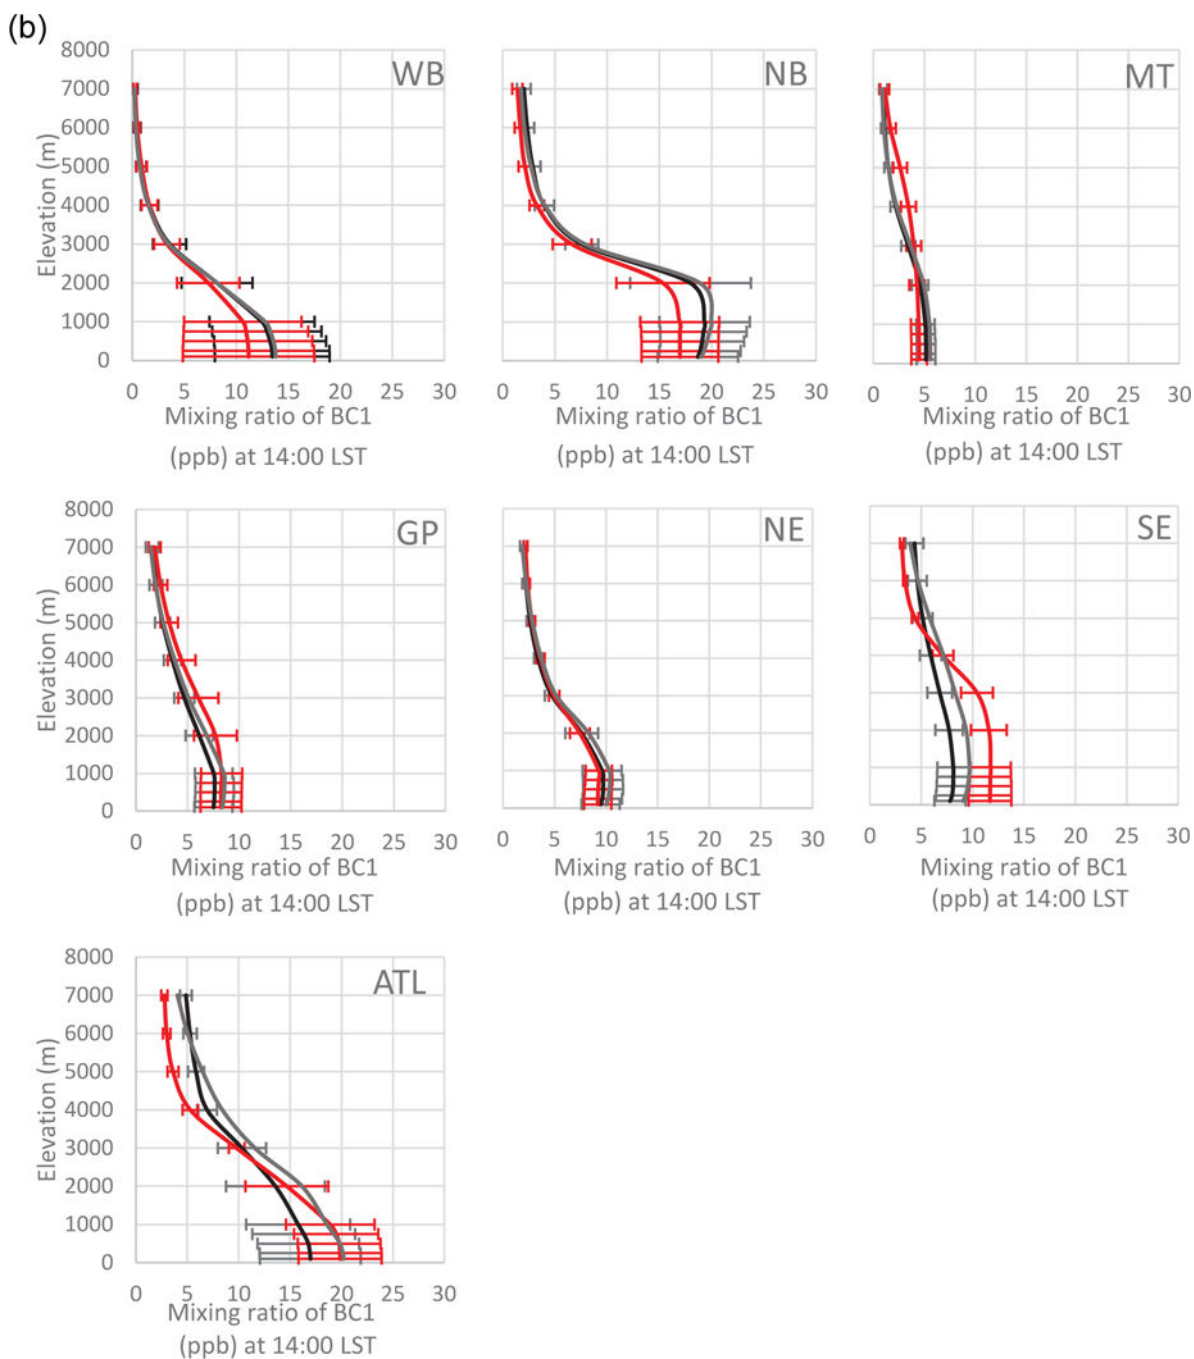 (b)
8000
7000
6000
5000
4000
3000
2000
1000
0
Elevation (m)
WB
0 5 10 15 20 25 30
Mixing ratio of BC1
(ppb) at 14:00 LST
NB
0 5 10 15 20 25 30
Mixing ratio of BC1
(ppb) at 14:00 LST
MT
0 5 10 15 20 25 30
Mixing ratio of BC1
(ppb) at 14:00 LST
8000
7000
6000
5000
4000
3000
2000
1000
0
Elevation (m)
GP
0 5 10 15 20 25 30
Mixing ratio of BC1
(ppb) at 14:00 LST
NE
0 5 10 15 20 25 30
Mixing ratio of BC1
(ppb) at 14:00 LST
SE
0 5 10 15 20 25 30
Mixing ratio of BC1
(ppb) at 14:00 LST
8000
7000
6000
5000
4000
3000
2000
1000
0
Elevation (m)
ATL
0 5 10 15 20 25 30
Mixing ratio of BC1
(ppb) at 14:00 LST